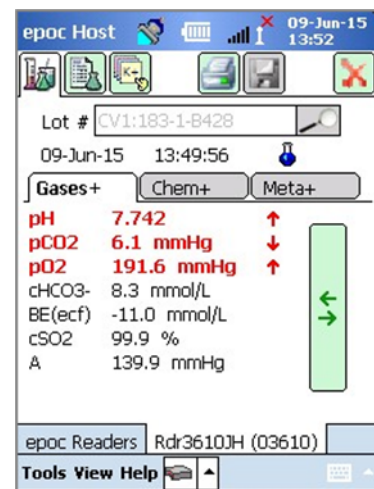 epoc Host 09-Jun-15 13:52
K+
Lot # CV1:183-1-B428
09-Jun-15 13:49:56
Gases+ Chem+ Meta+
pH 7.742 ↑
pCO2 6.1 mmHg ↓
pO2 191.6 mmHg ↑
cHCO3- 8.3 mmol/L
BE(ecf) -11.0 mmol/L
cSO2 99.9 %
A 139.9 mmHg
epoc Readers Rdr3610JH (03610)
Tools View Help